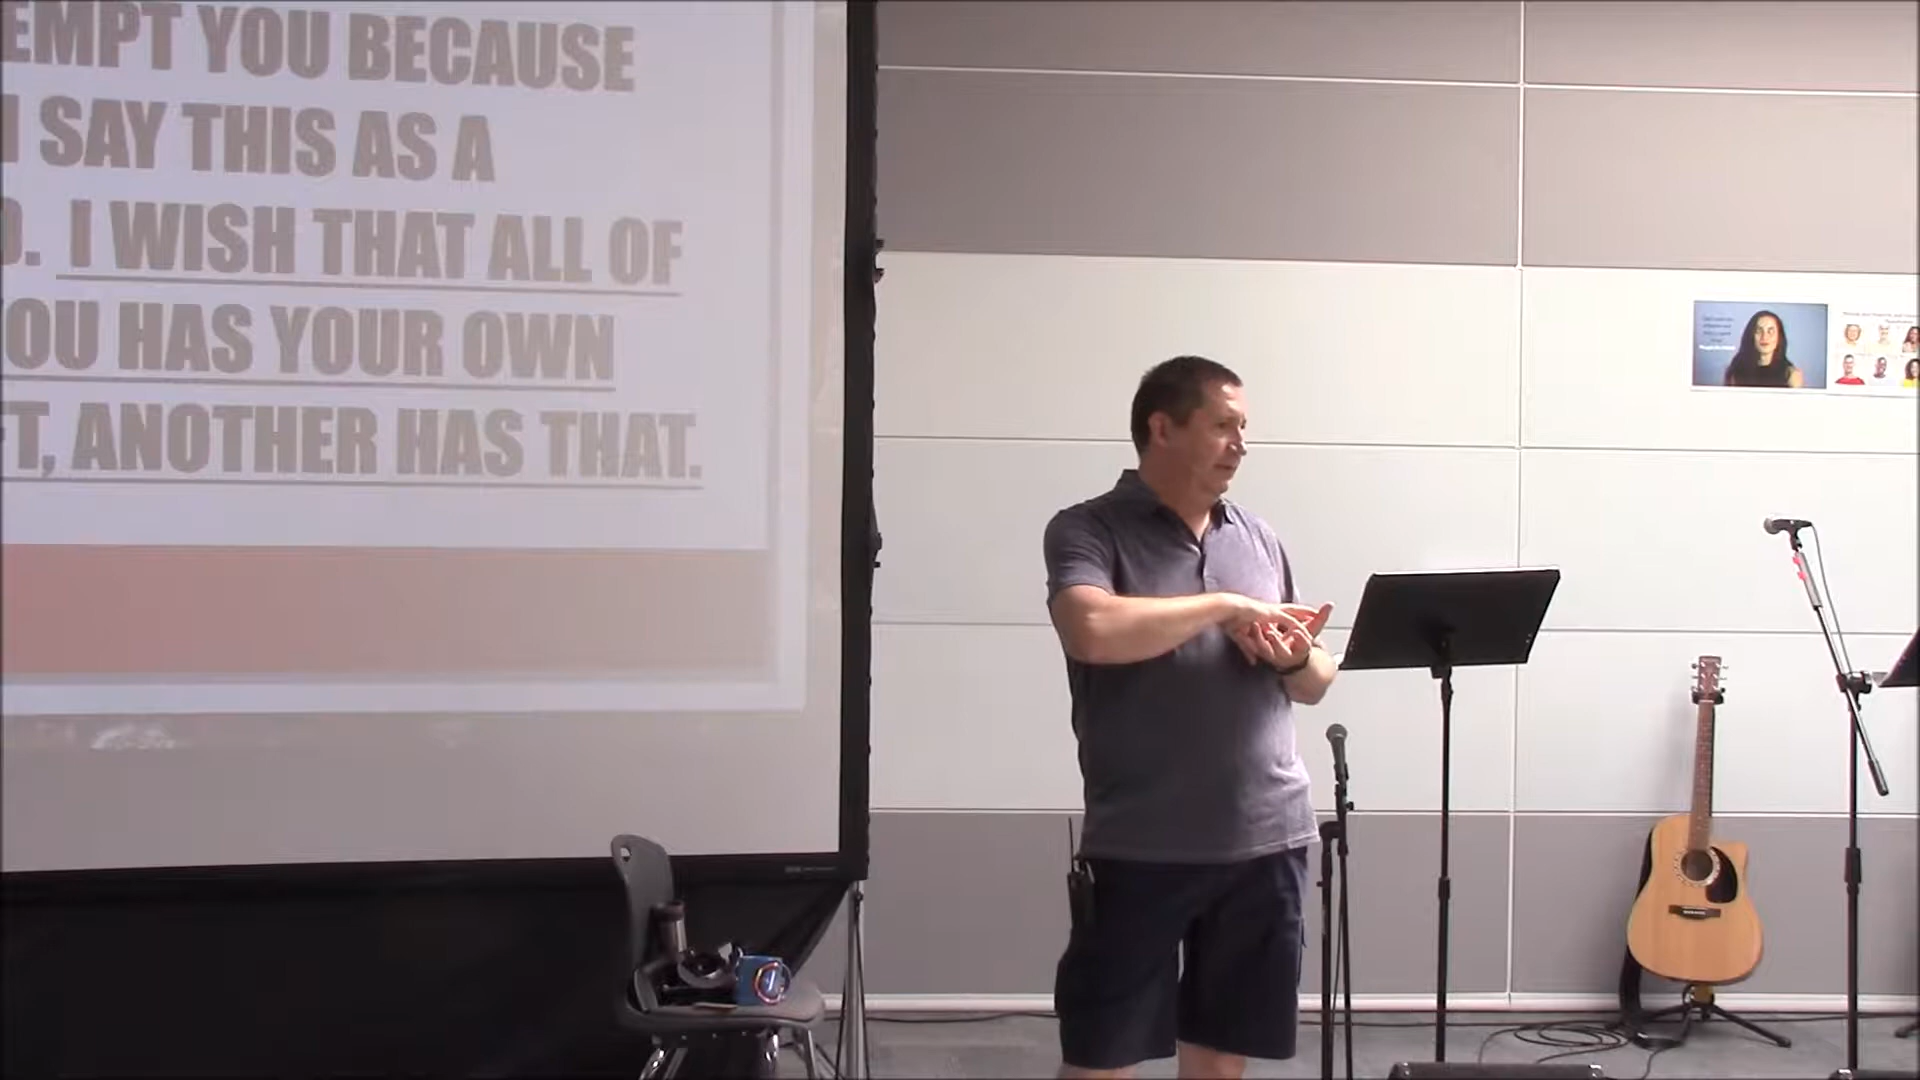 EMPT YOU BECAUSE
I SAY THIS AS A
. I WISH THAT ALL OF
OU HAS YOUR OWN
T, ANOTHER HAS THAT.